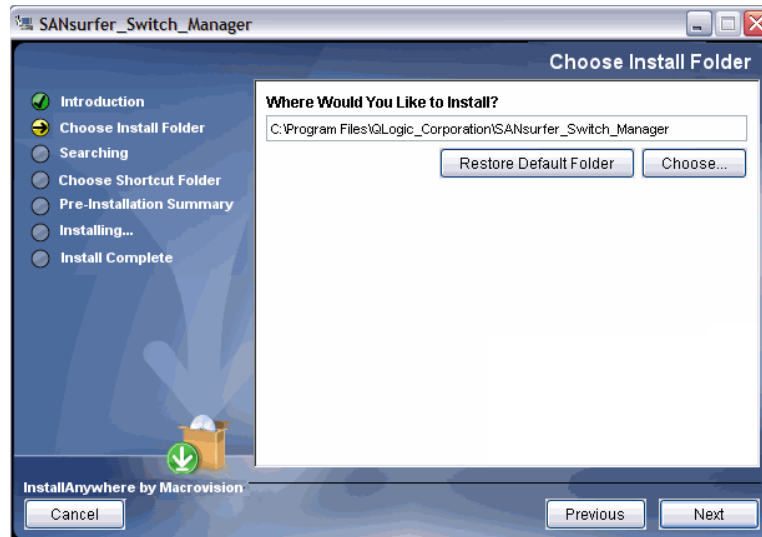 SANsurfer_Switch_Manager
Choose Install Folder
Introduction
Choose Install Folder
Searching
Choose Shortcut Folder
Pre-Installation Summary
Installing...
Install Complete
Where Would You Like to Install?
C:\Program Files\QLogic_Corporation\SANsurfer_Switch_Manager
Restore Default Folder
Choose...
InstallAnywhere by Macrovision
Cancel
Previous
Next